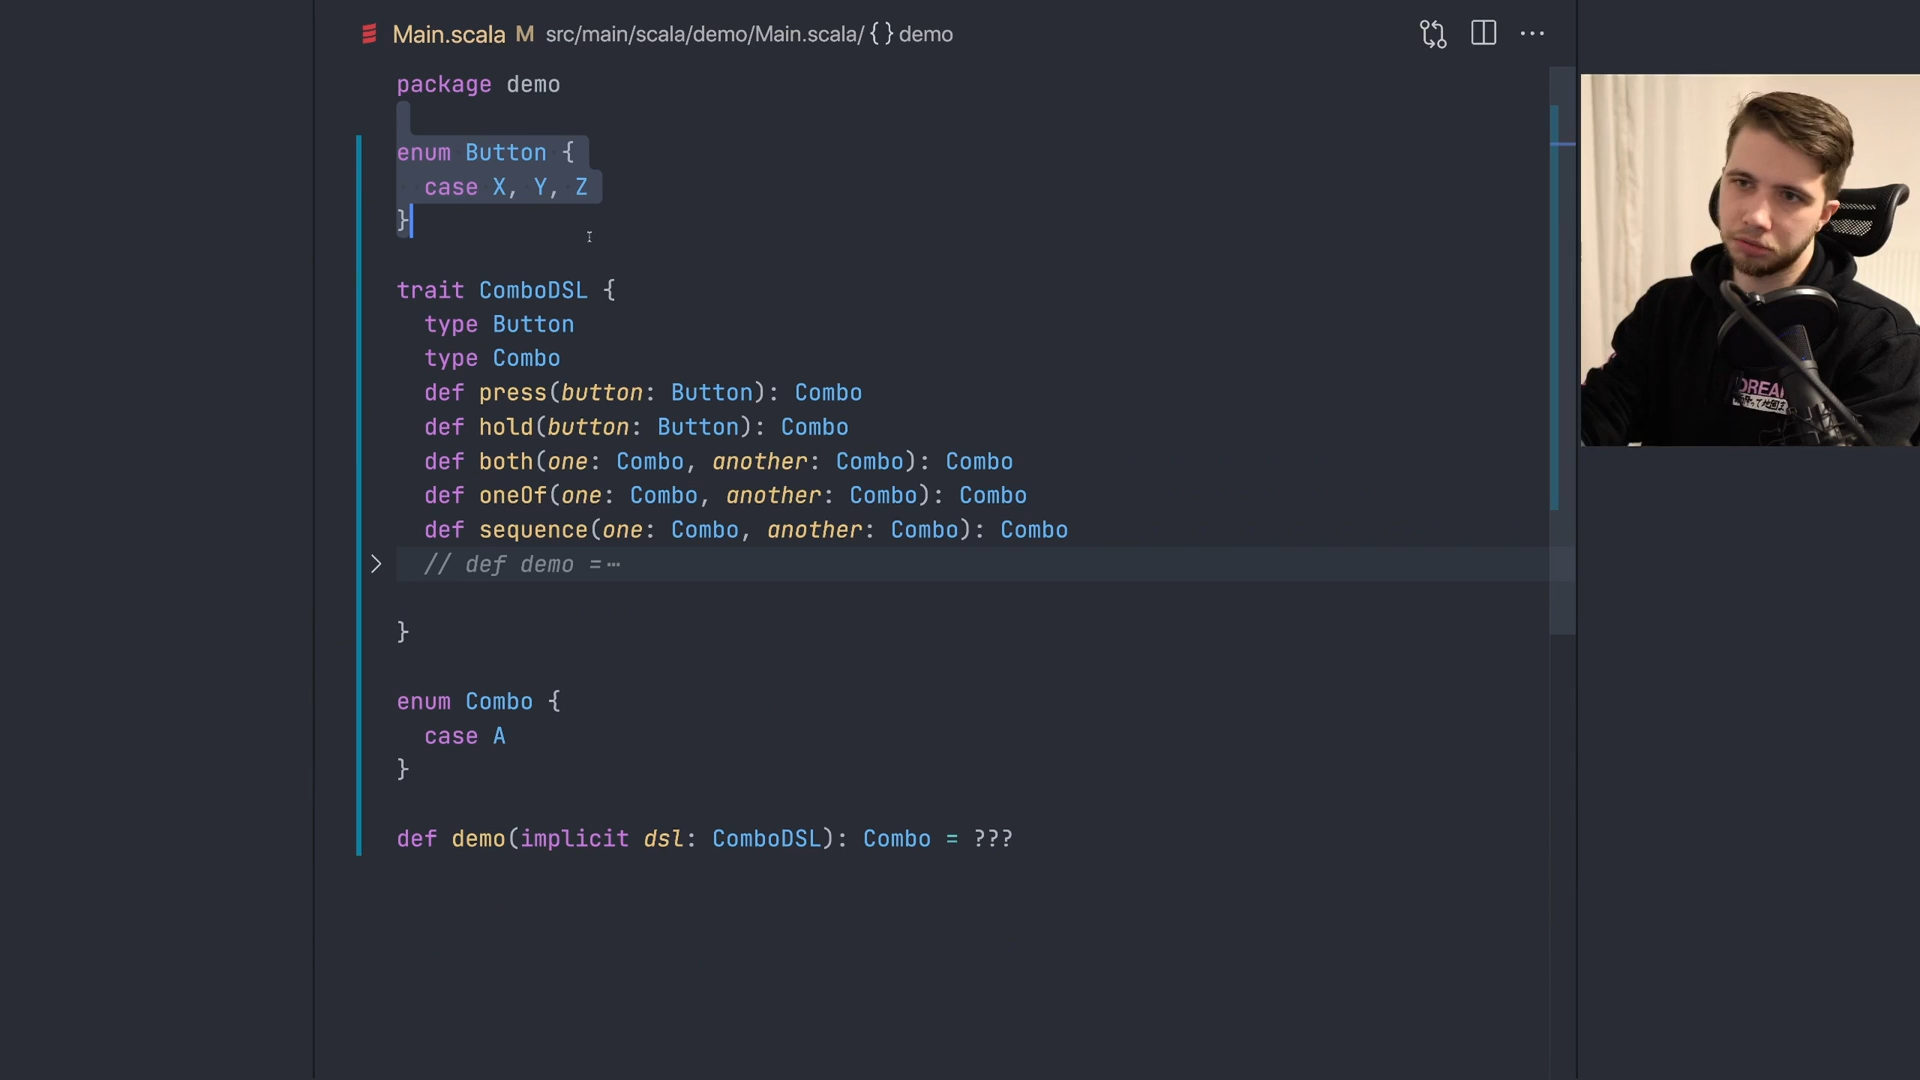 Main.scala M src/main/scala/demo/Main.scala/ {} demo
package demo
enum Button {
case X, Y, Z
}
trait ComboDSL {
type Button
type Combo
def press(button: Button): Combo
def hold(button: Button): Combo
def both(one: Combo, another: Combo): Combo
def oneOf(one: Combo, another: Combo): Combo
def sequence(one: Combo, another: Combo): Combo
// def demo =⋯
}
enum Combo {
case A
}
def demo(implicit dsl: ComboDSL): Combo = ???
DREA